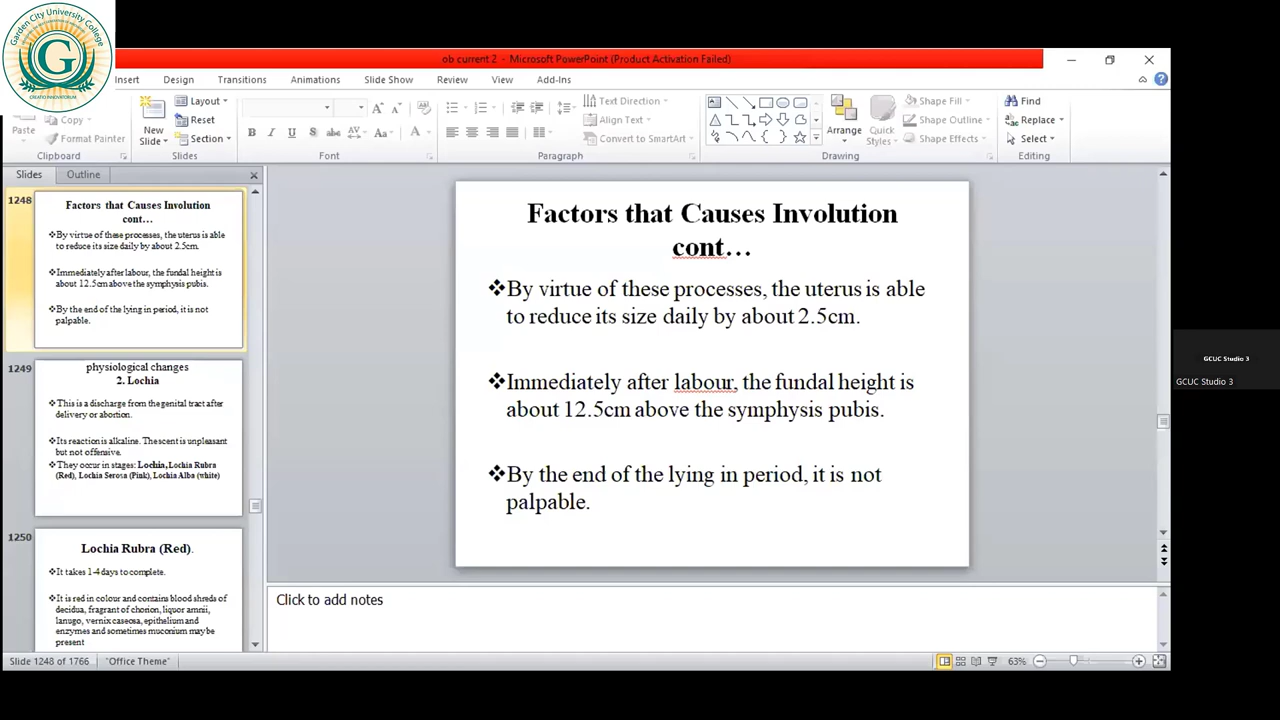 Garden City University College
G
CREATES INNOVATORIUM
ob current 2 - Microsoft PowerPoint (Product Activation Failed)
Insert Design Transitions Animations Slide Show Review View Add-Ins
Paste
Copy
Format Painter
Clipboard
New
Slide
Layout
Reset
Section
Slides
B I U S abc AV Aa A
Font
Text Direction
Align Text
Convert to SmartArt
Paragraph
Arrange
Quick
Styles
Shape Fill
Shape Outline
Shape Effects
Drawing
Find
Replace
Select
Editing
Slides Outline
1248
Factors that Causes Involution
cont…
By virtue of these processes, the uterus is able
to reduce its size daily by about 2.5cm.
Immediately after labour, the fundal height is
about 12.5cm above the symphysis pubis.
By the end of the lying in period, it is not
palpable.
1249
physiological changes
2. Lochia
This is a discharge from the genital tract after
delivery or abortion.
Its reaction is alkaline. The scent is unpleasant
but not offensive.
They occur in stages: Lochia, Lochia Rubra
(Red), Lochia Serosa (Pink), Lochia Alba (white)
1250
Lochia Rubra (Red).
It takes 1-4 days to complete.
It is red in colour and contains blood shreds of
decidua, fragrant of chorion, liquor amnii,
lanugo, vernix caseosa, epithelium and
enzymes and sometimes muconium may be
present
Factors that Causes Involution
cont…
By virtue of these processes, the uterus is able
to reduce its size daily by about 2.5cm.
Immediately after labour, the fundal height is
about 12.5cm above the symphysis pubis.
By the end of the lying in period, it is not
palpable.
Click to add notes
GCUC Studio 3
GCUC Studio 3
Slide 1248 of 1766 "Office Theme" 63%